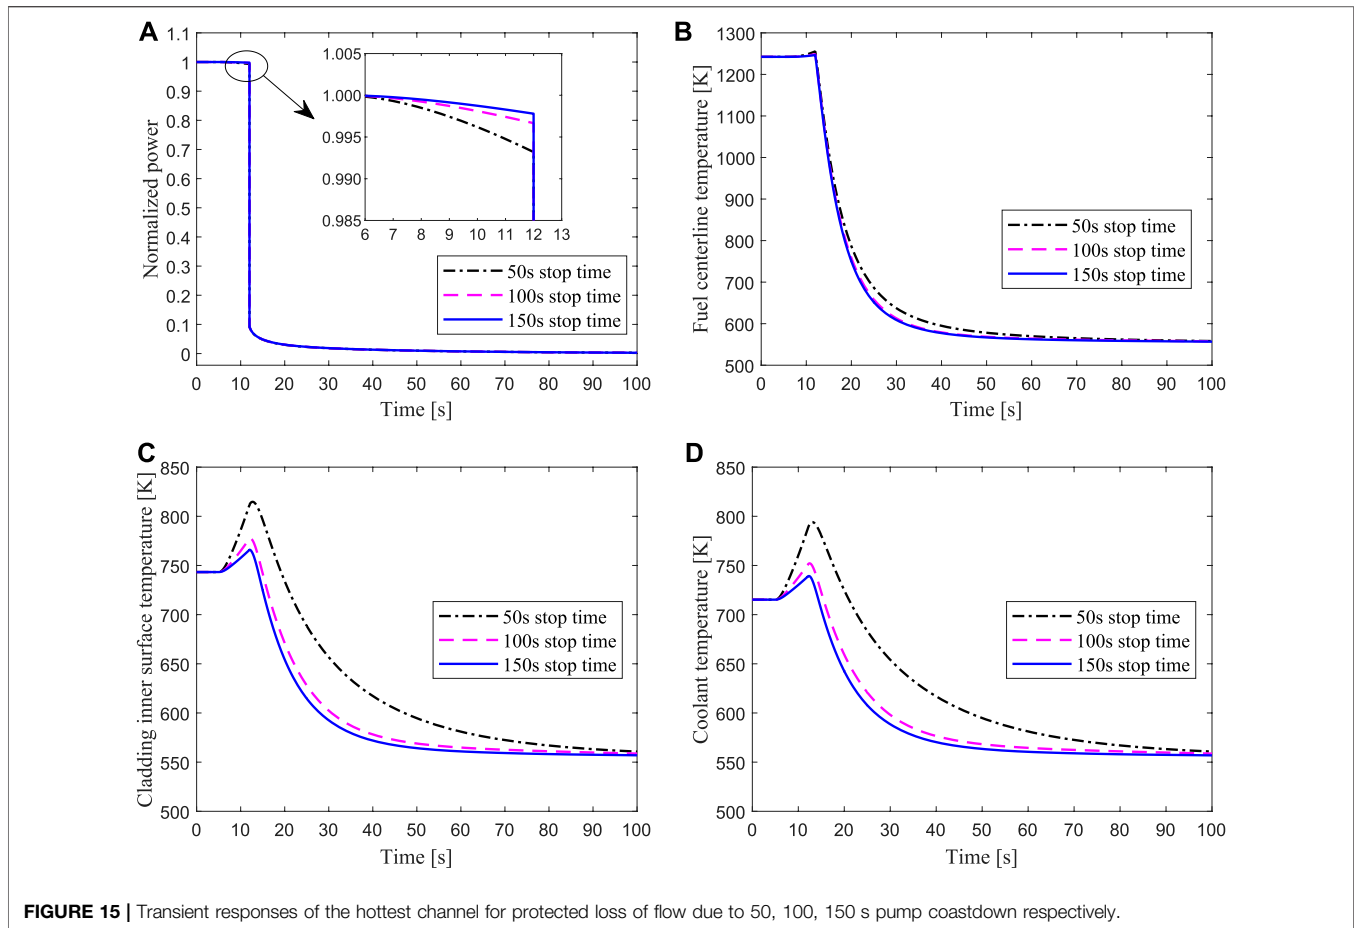 A
1.1
1
0.9
0.8
0.7
0.6
0.5
0.4
0.3
0.2
0.1
0
Normalized power
0 10 20 30 40 50 60 70 80 90 100
Time [s]
1.005
1.000
0.995
0.990
0.985
6 7 8 9 10 11 12 13
50s stop time
100s stop time
150s stop time
B
1300
1200
1100
1000
900
800
700
600
500
Fuel centerline temperature [K]
0 10 20 30 40 50 60 70 80 90 100
Time [s]
50s stop time
100s stop time
150s stop time
C
850
800
750
700
650
600
550
500
Cladding inner surface temperature [K]
0 10 20 30 40 50 60 70 80 90 100
Time [s]
50s stop time
100s stop time
150s stop time
D
850
800
750
700
650
600
550
500
Coolant temperature [K]
0 10 20 30 40 50 60 70 80 90 100
Time [s]
50s stop time
100s stop time
150s stop time
FIGURE 15 | Transient responses of the hottest channel for protected loss of flow due to 50, 100, 150 s pump coastdown respectively.